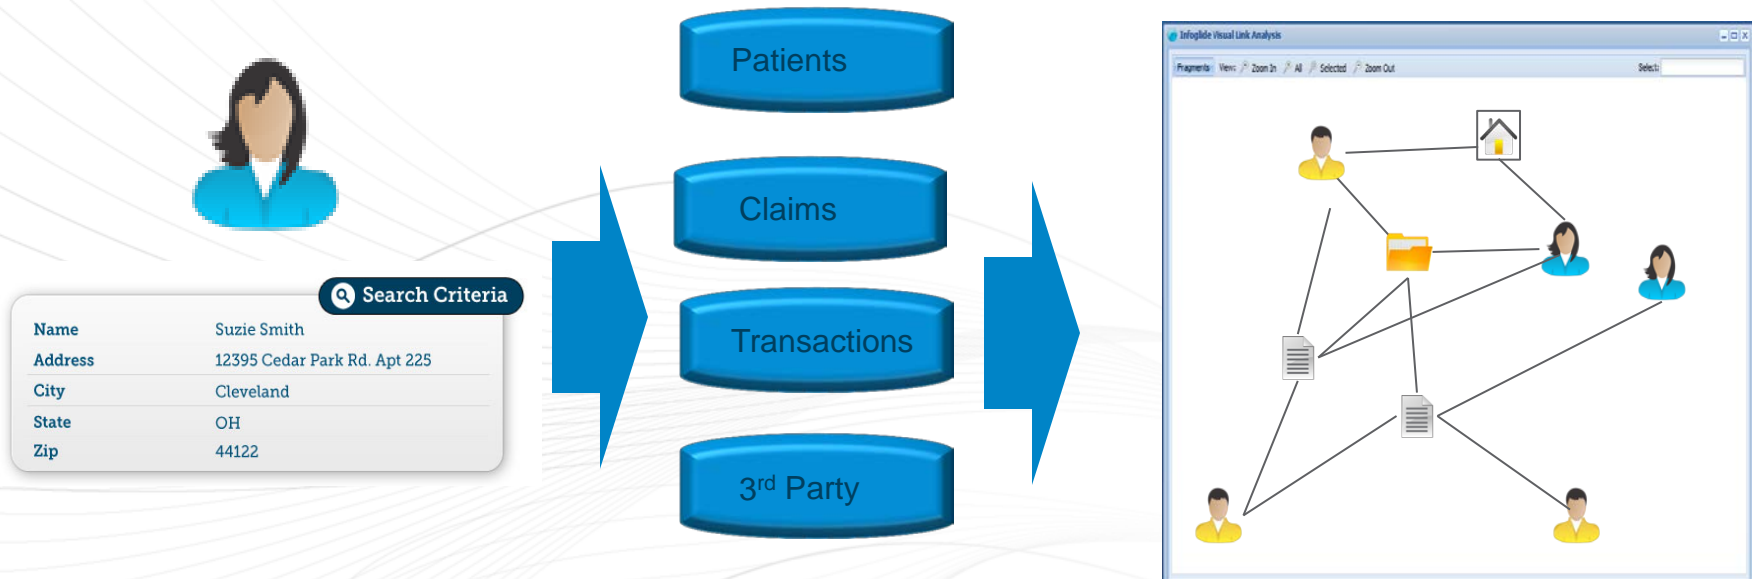 Search Criteria
Name Suzie Smith
Address 12395 Cedar Park Rd. Apt 225
City Cleveland
State OH
Zip 44122
Patients
Claims
Transactions
3rd Party
Infoglide Visual Link Analysis
Fragments View: Zoom In All Selected Zoom Out Select: